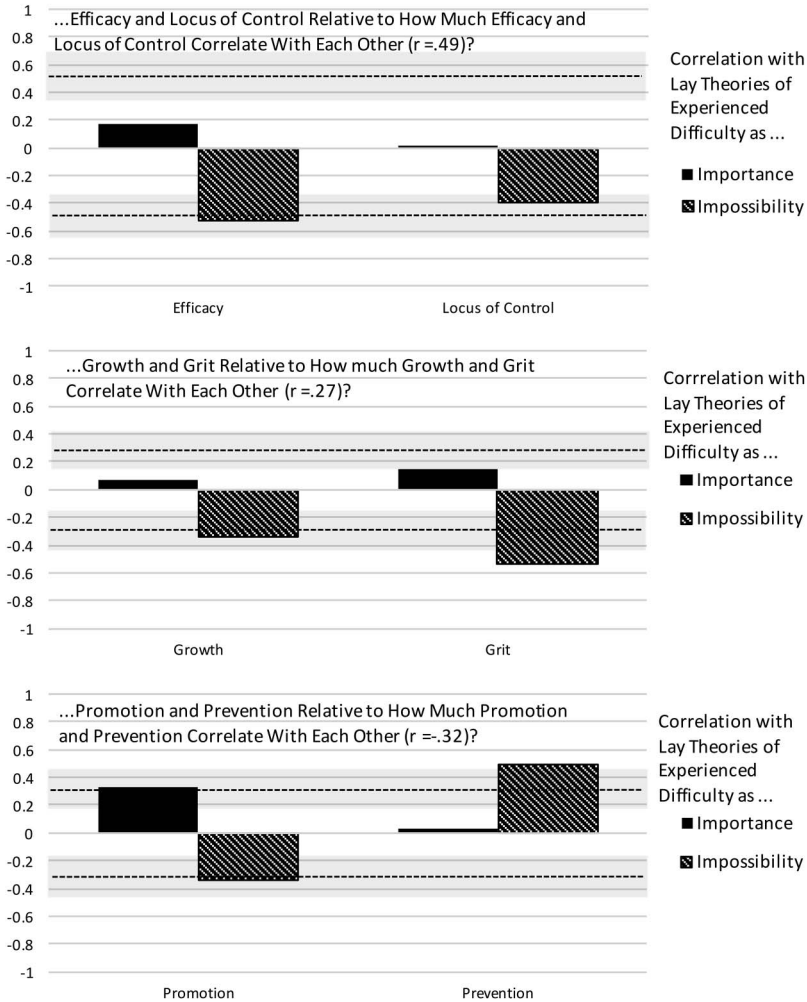 1
...Efficacy and Locus of Control Relative to How Much Efficacy and
Locus of Control Correlate With Each Other (r =.49)?
0.8
0.6
0.4
0.2
0
-0.2
-0.4
-0.6
-0.8
-1
Efficacy
Locus of Control
Correlation with
Lay Theories of
Experienced
Difficulty as ...
Importance
Impossibility
1
...Growth and Grit Relative to How much Growth and Grit
Correlate With Each Other (r =.27)?
0.8
0.6
0.4
0.2
0
-0.2
-0.4
-0.6
-0.8
-1
Growth
Grit
Corrrelation with
Lay Theories of
Experienced
Difficulty as ...
Importance
Impossibility
1
...Promotion and Prevention Relative to How Much Promotion
and Prevention Correlate With Each Other (r =-.32)?
0.8
0.6
0.4
0.2
0
-0.2
-0.4
-0.6
-0.8
-1
Promotion
Prevention
Correlation with
Lay Theories of
Experienced
Difficulty as ...
Importance
Impossibility